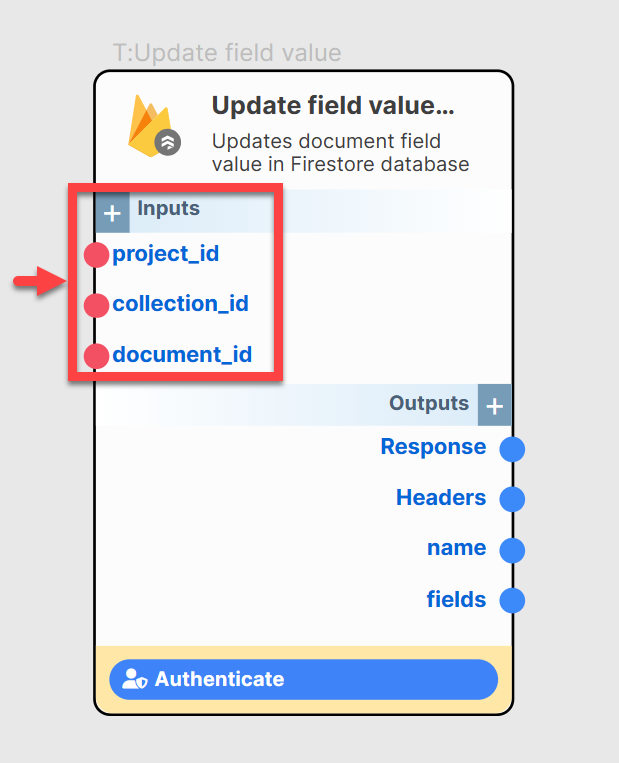 T:Update field value
Update field value...
Updates document field
value in Firestore database
+ Inputs
project_id
collection_id
document_id
Outputs +
Response
Headers
name
fields
Authenticate